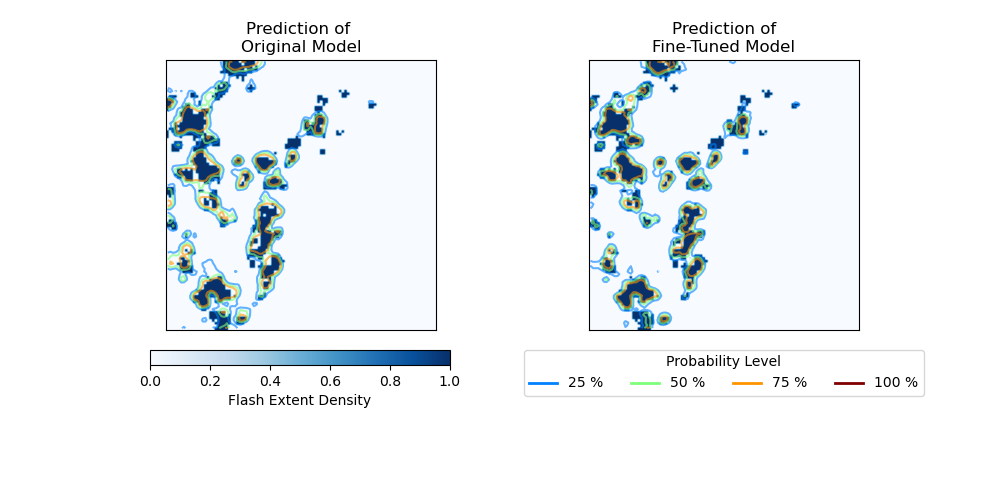 Prediction of
Original Model
Prediction of
Fine-Tuned Model
0.0 0.2 0.4 0.6 0.8 1.0
Flash Extent Density
Probability Level
25 % 50 % 75 % 100 %